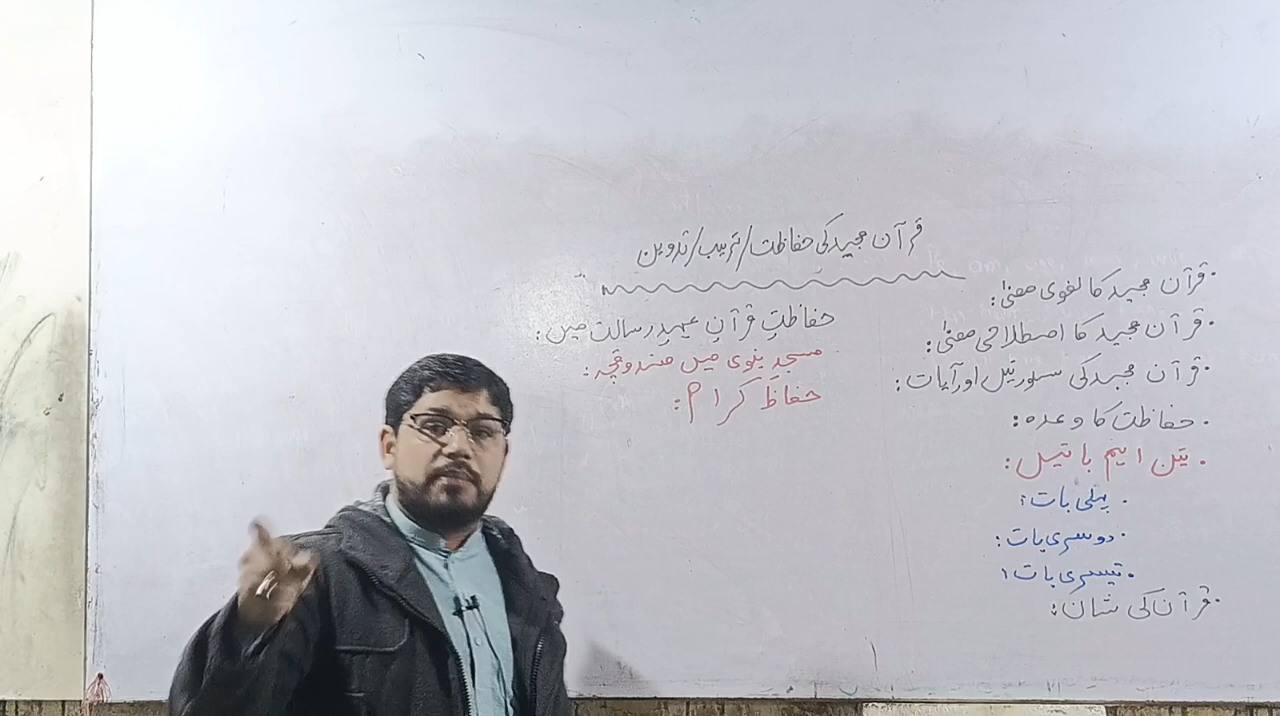 قرآن مجید کی حفاظت/ترتیب/تدوین
· قرآن مجید کا لغوی معنیٰ:
· قرآن مجید کا اصطلاحی معنیٰ:
· قرآن مجید کی سورتیں اور آیات:
· حفاظت کا وعدہ:
· تین اہم باتیں:
· پہلی بات:
· دوسری بات:
· تیسری بات:
· قرآن کی شان:
حفاظتِ قرآن عہدِ رسالت میں:
مسجدِ نبوی میں صندوقچہ:
حفاظِ کرام: